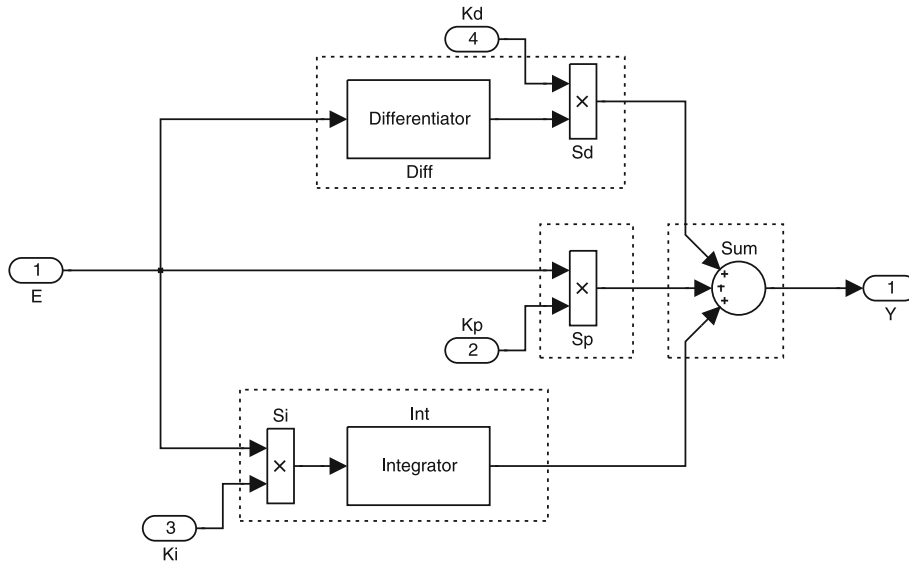 Kd
4
×
Differentiator
Sd
Diff
Sum
1
E
+
+
+
×
1
Y
Kp
2
Sp
Si
Int
×
Integrator
3
Ki